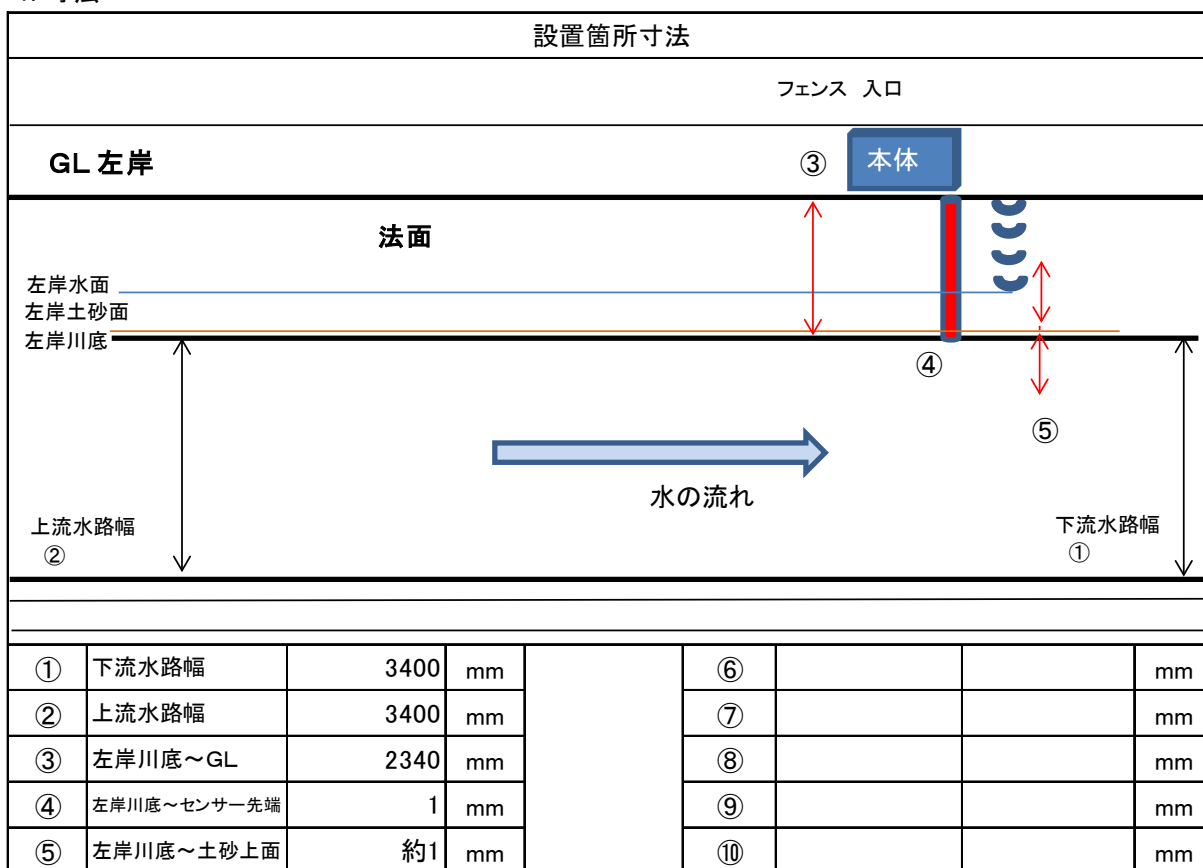 設置箇所寸法
フェンス 入口
GL 左岸
③
本体
法面
左岸水面
左岸土砂面
左岸川底
④
⑤
水の流れ
上流水路幅
②
下流水路幅
①
① 下流水路幅 3400 mm ⑥ mm
② 上流水路幅 3400 mm ⑦ mm
③ 左岸川底～GL 2340 mm ⑧ mm
④ 左岸川底～センサー先端 1 mm ⑨ mm
⑤ 左岸川底～土砂上面 約1 mm ⑩ mm